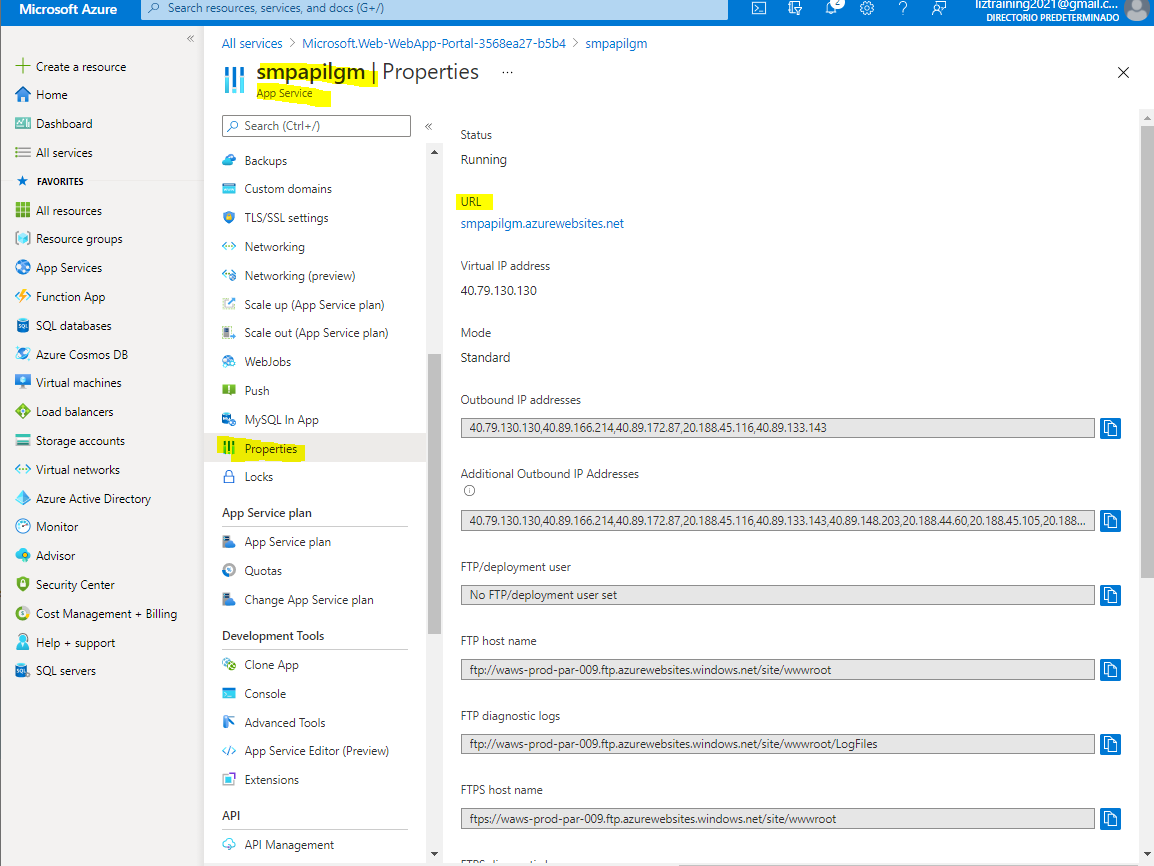 Microsoft Azure
Search resources, services, and docs (G+/)
2
liztraining2021@gmail.c...
DIRECTORIO PREDETERMINADO
«
Create a resource
Home
Dashboard
All services
FAVORITES
All resources
Resource groups
App Services
Function App
SQL databases
Azure Cosmos DB
Virtual machines
Load balancers
Storage accounts
Virtual networks
Azure Active Directory
Monitor
Advisor
Security Center
Cost Management + Billing
Help + support
SQL servers
All services > Microsoft.Web-WebApp-Portal-3568ea27-b5b4 > smpapilgm
smpapilgm | Properties ...
App Service
Search (Ctrl+/)
«
Backups
Custom domains
TLS/SSL settings
Networking
Networking (preview)
Scale up (App Service plan)
Scale out (App Service plan)
WebJobs
Push
MySQL In App
Properties
Locks
App Service plan
App Service plan
Quotas
Change App Service plan
Development Tools
Clone App
Console
Advanced Tools
App Service Editor (Preview)
Extensions
API
API Management
Status
Running
URL
smpapilgm.azurewebsites.net
Virtual IP address
40.79.130.130
Mode
Standard
Outbound IP addresses
40.79.130.130,40.89.166.214,40.89.172.87,20.188.45.116,40.89.133.143
Additional Outbound IP Addresses
40.79.130.130,40.89.166.214,40.89.172.87,20.188.45.116,40.89.133.143,40.89.148.203,20.188.44.60,20.188.45.105,20.188...
FTP/deployment user
No FTP/deployment user set
FTP host name
ftp://waws-prod-par-009.ftp.azurewebsites.windows.net/site/wwwroot
FTP diagnostic logs
ftp://waws-prod-par-009.ftp.azurewebsites.windows.net/site/wwwroot/LogFiles
FTPS host name
ftps://waws-prod-par-009.ftp.azurewebsites.windows.net/site/wwwroot